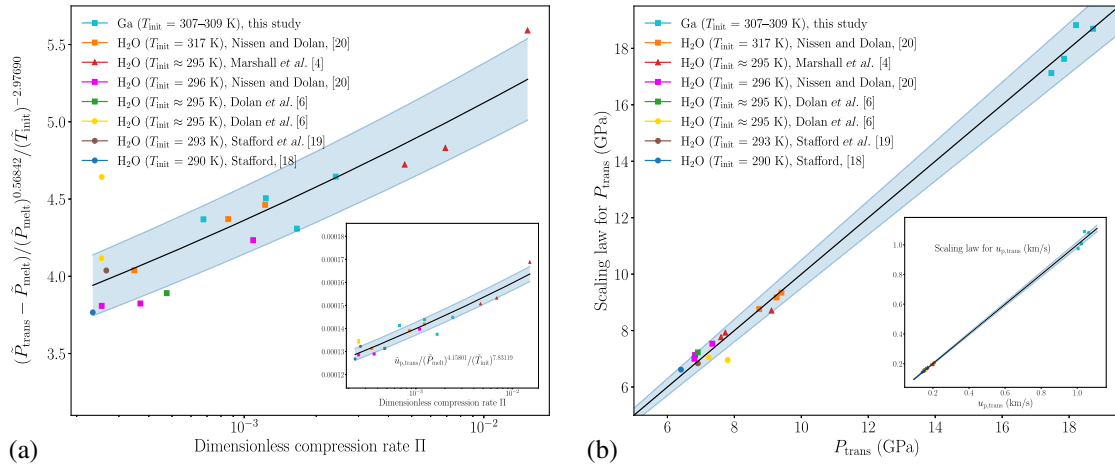 Ga (T_init = 307–309 K), this study
H₂O (T_init = 317 K), Nissen and Dolan, [20]
H₂O (T_init ≈ 295 K), Marshall et al. [4]
H₂O (T_init = 296 K), Nissen and Dolan, [20]
H₂O (T_init ≈ 295 K), Dolan et al. [6]
H₂O (T_init ≈ 295 K), Dolan et al. [6]
H₂O (T_init = 293 K), Stafford et al. [19]
H₂O (T_init = 290 K), Stafford, [18]
5.5
5.0
4.5
4.0
3.5
(P̃_trans − P̃_melt)/(P̃_melt)^0.56842/(T̃_init)^−2.97690
0.00018
0.00017
0.00016
0.00015
0.00014
0.00013
0.00012
ũ_p,trans/(P̃_melt)^4.15801/(T̃_init)^7.83119
10⁻³
10⁻²
Dimensionless compression rate Π
10⁻³
10⁻²
Dimensionless compression rate Π
(a)
Ga (T_init = 307–309 K), this study
H₂O (T_init = 317 K), Nissen and Dolan, [20]
H₂O (T_init ≈ 295 K), Marshall et al. [4]
H₂O (T_init = 296 K), Nissen and Dolan, [20]
H₂O (T_init ≈ 295 K), Dolan et al. [6]
H₂O (T_init ≈ 295 K), Dolan et al. [6]
H₂O (T_init = 293 K), Stafford et al. [19]
H₂O (T_init = 290 K), Stafford, [18]
18
16
14
12
10
8
6
Scaling law for P_trans (GPa)
Scaling law for u_p,trans (km/s)
1.0
0.8
0.6
0.4
0.2
0.2
0.4
0.6
0.8
1.0
u_p,trans (km/s)
6
8
10
12
14
16
18
P_trans (GPa)
(b)